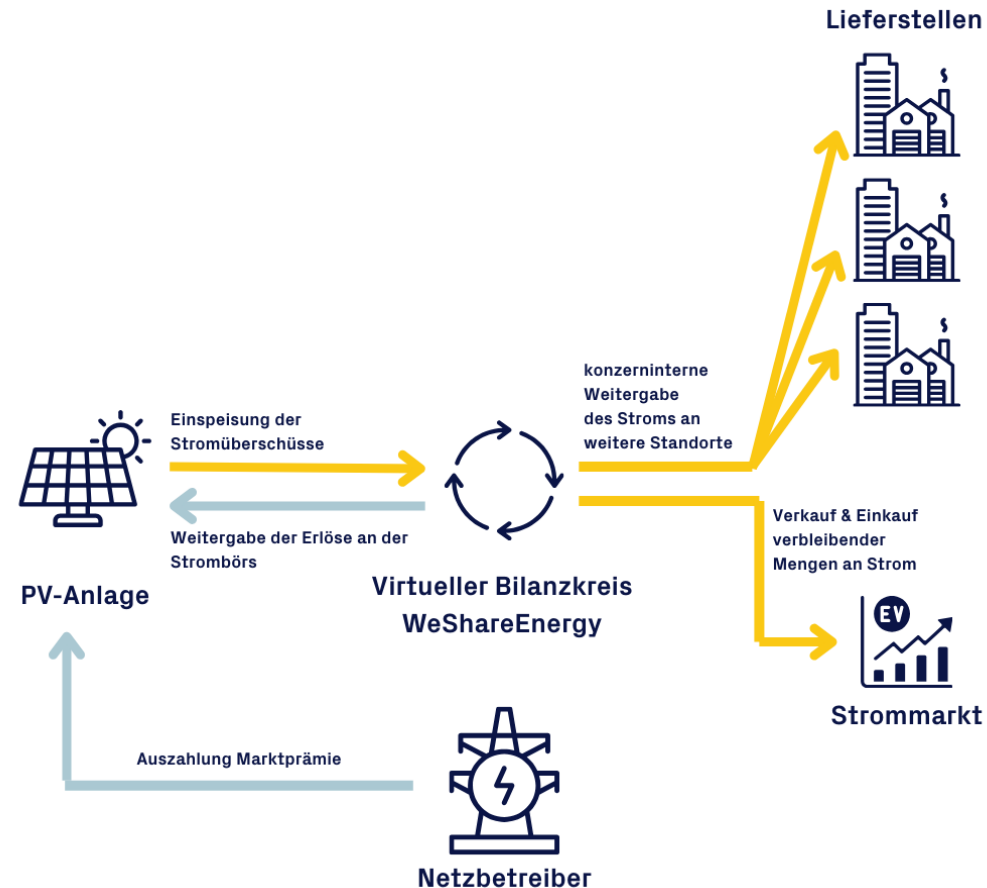 Lieferstellen
konzerninterne
Weitergabe
des Stroms an
weitere Standorte
Einspeisung der
Stromüberschüsse
Weitergabe der Erlöse an der
Strombörs
Verkauf & Einkauf
verbleibender
Mengen an Strom
PV-Anlage
Virtueller Bilanzkreis
WeShareEnergy
EV
Strommarkt
Auszahlung Marktprämie
Netzbetreiber